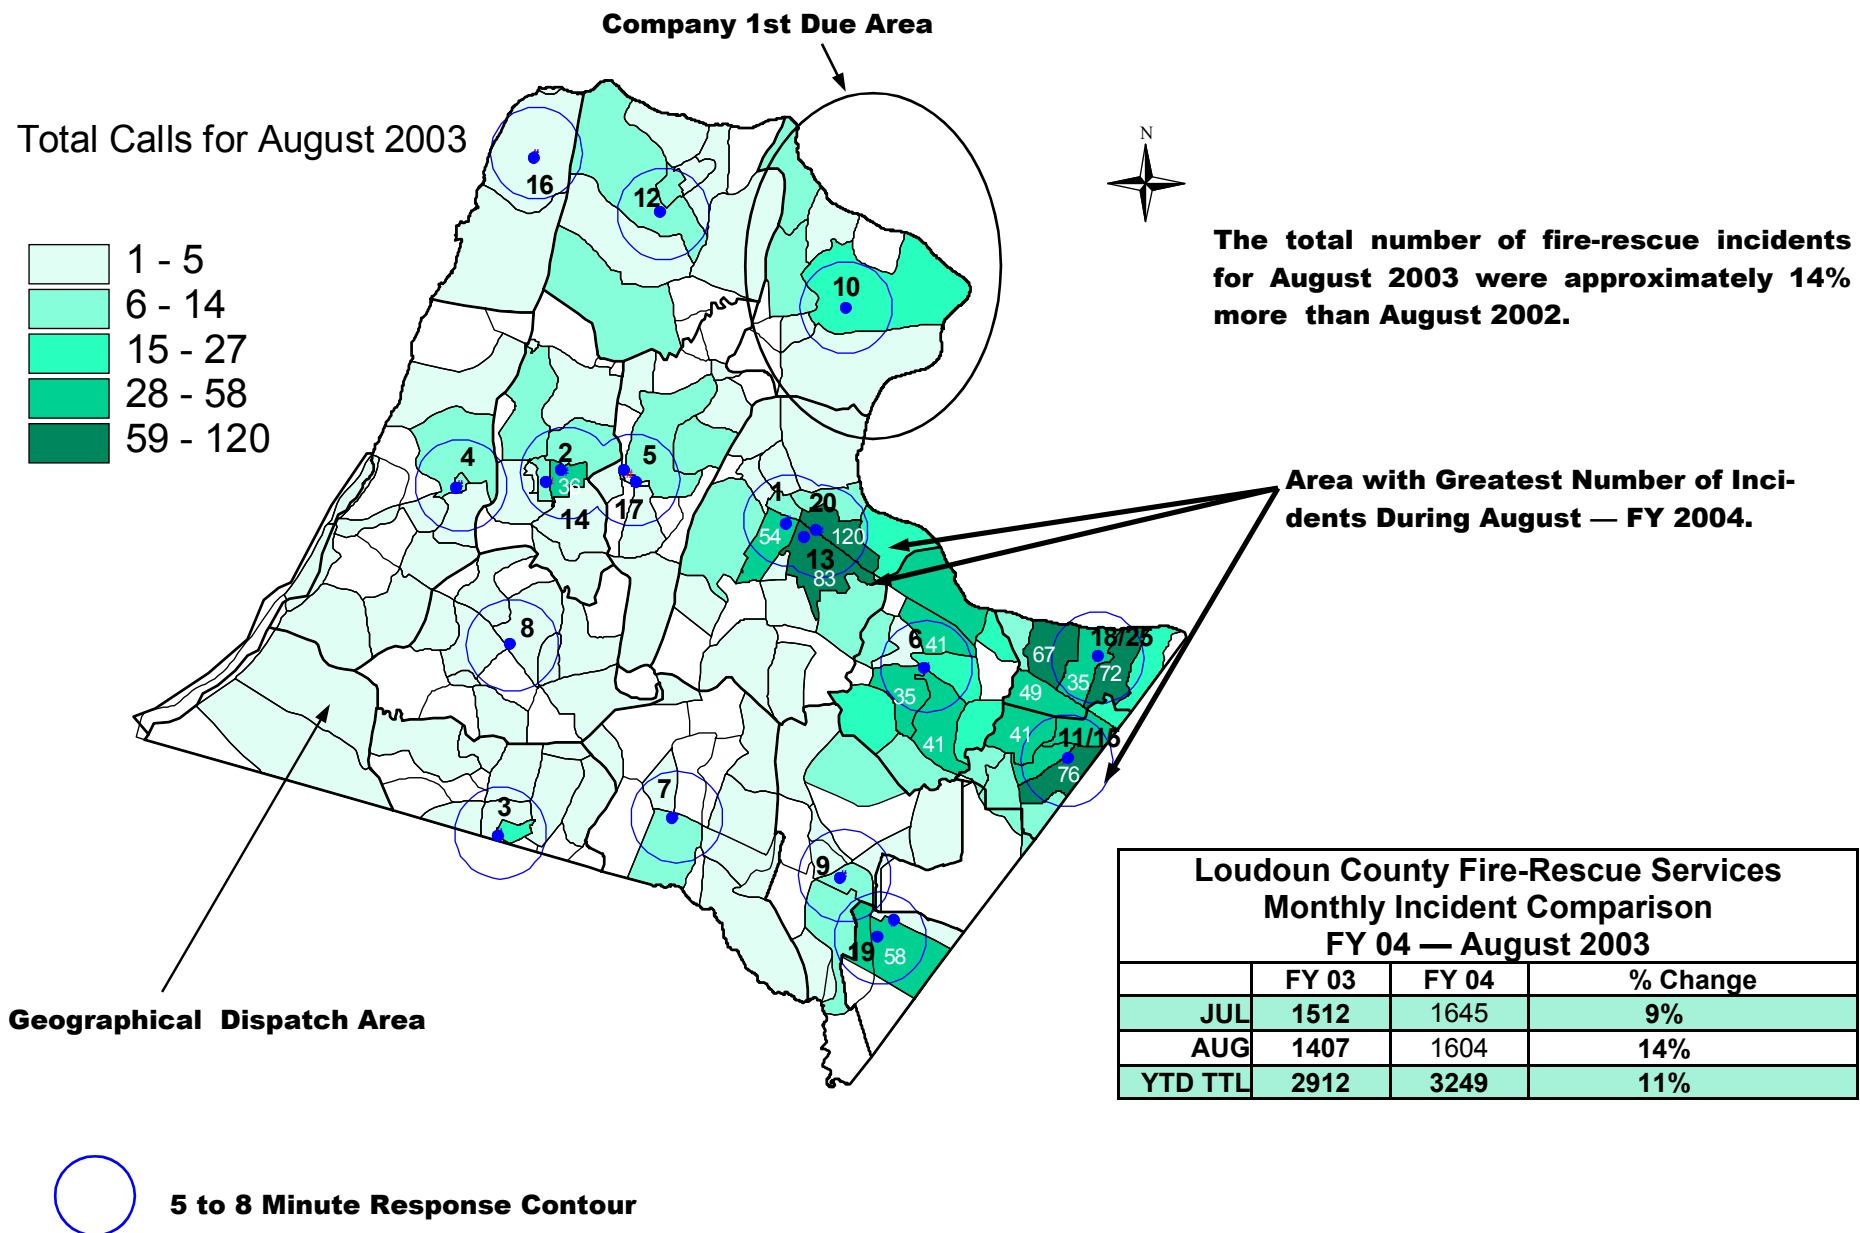 Company 1st Due Area
Total Calls for August 2003
N
1 - 5
6 - 14
15 - 27
28 - 58
59 - 120
The total number of fire-rescue incidents
for August 2003 were approximately 14%
more than August 2002.
16
12
10
4
2
36
14
5
17
1
20
54
120
13
83
Area with Greatest Number of Inci-
dents During August — FY 2004.
8
6
41
35
41
67
18/25
35
72
49
41
11/15
76
3
7
9
19
58
Geographical Dispatch Area
Loudoun County Fire-Rescue Services
Monthly Incident Comparison
FY 04 — August 2003
FY 03 FY 04 % Change
JUL 1512 1645 9%
AUG 1407 1604 14%
YTD TTL 2912 3249 11%
5 to 8 Minute Response Contour